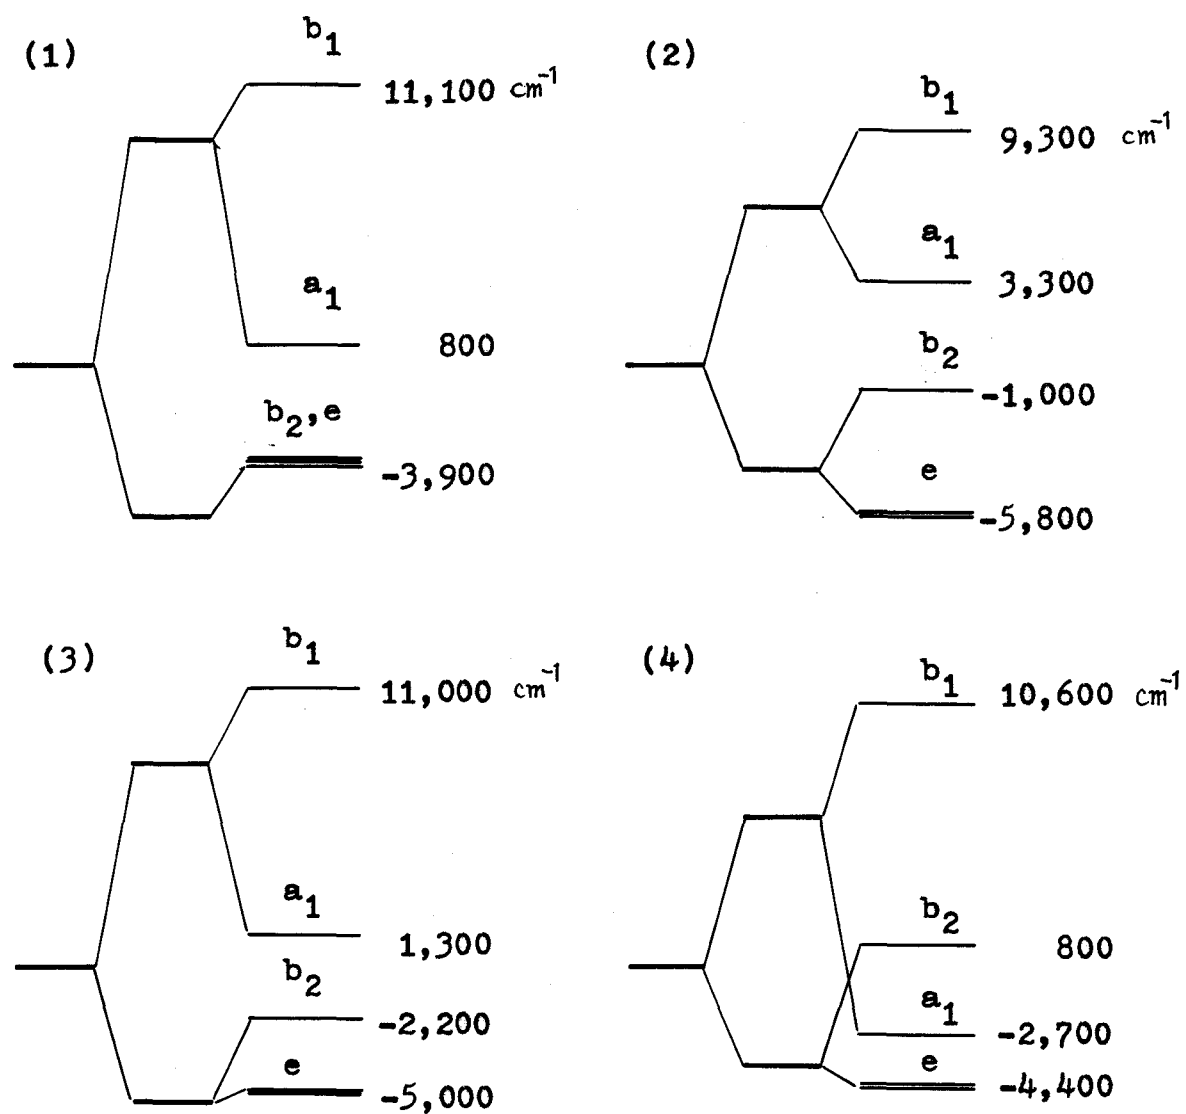 (1)
b1
11,100 cm-1
a1
800
b2,e
-3,900
(2)
b1
9,300 cm-1
a1
3,300
b2
-1,000
e
-5,800
(3)
b1
11,000 cm-1
a1
1,300
b2
-2,200
e
-5,000
(4)
b1
10,600 cm-1
b2
800
a1
-2,700
e
-4,400